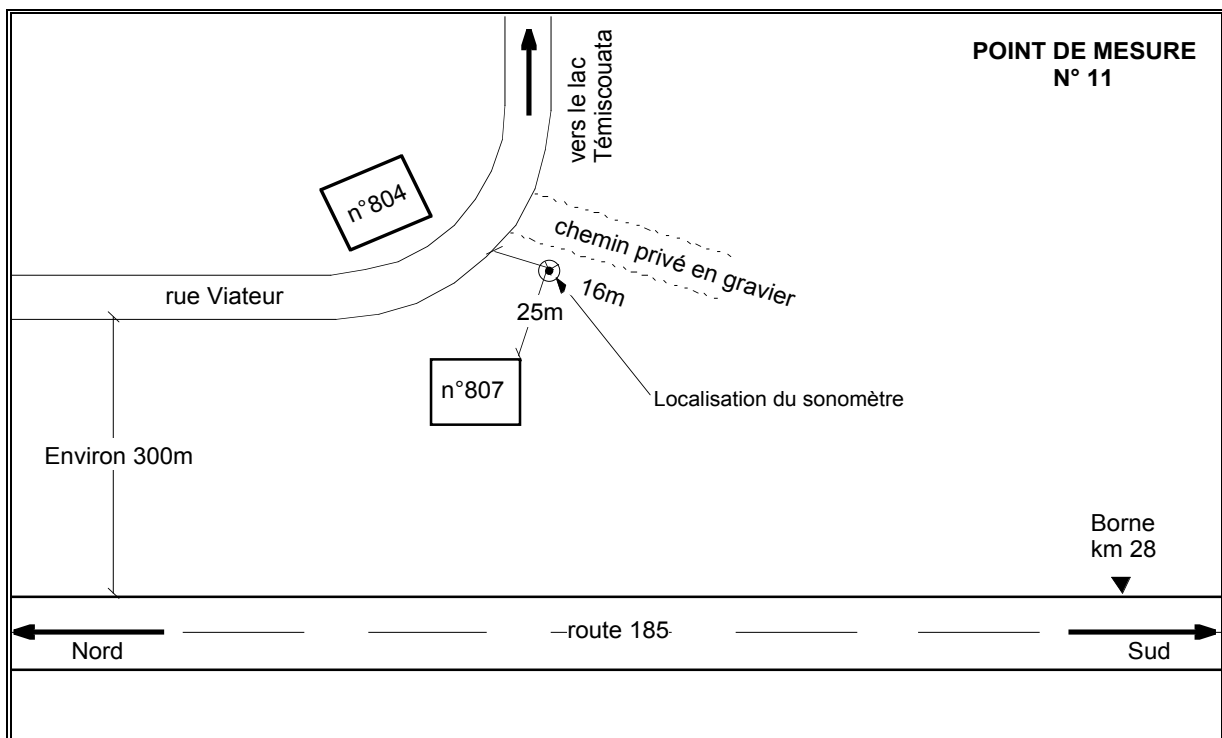 POINT DE MESURE
N° 11
vers le lac
Témiscouata
n°804
chemin privé en gravier
rue Viateur
16m
25m
n°807
Localisation du sonomètre
Environ 300m
Borne
km 28
route 185
Nord
Sud